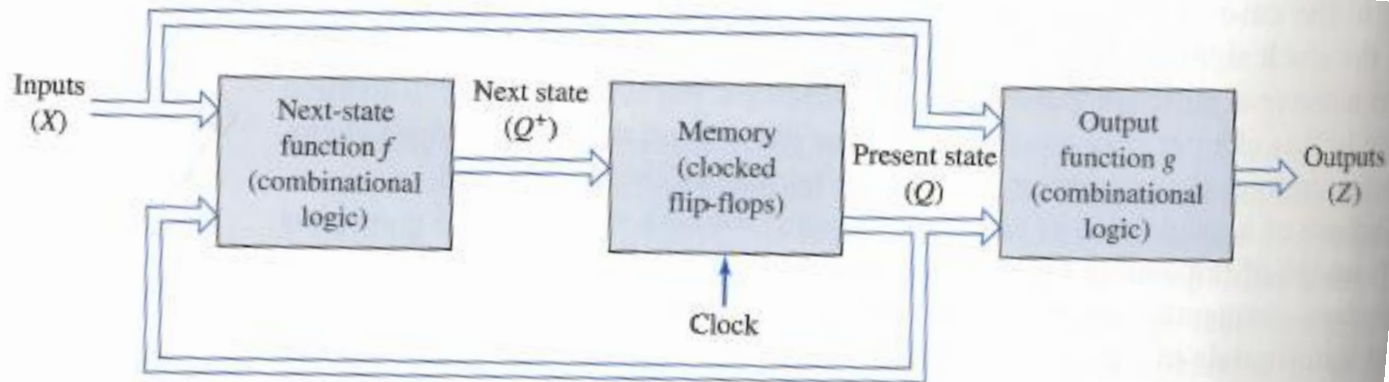 Inputs
(X)
Next-state
function f
(combinational
logic)
Next state
(Q⁺)
Memory
(clocked
flip-flops)
Clock
Present state
(Q)
Output
function g
(combinational
logic)
Outputs
(Z)